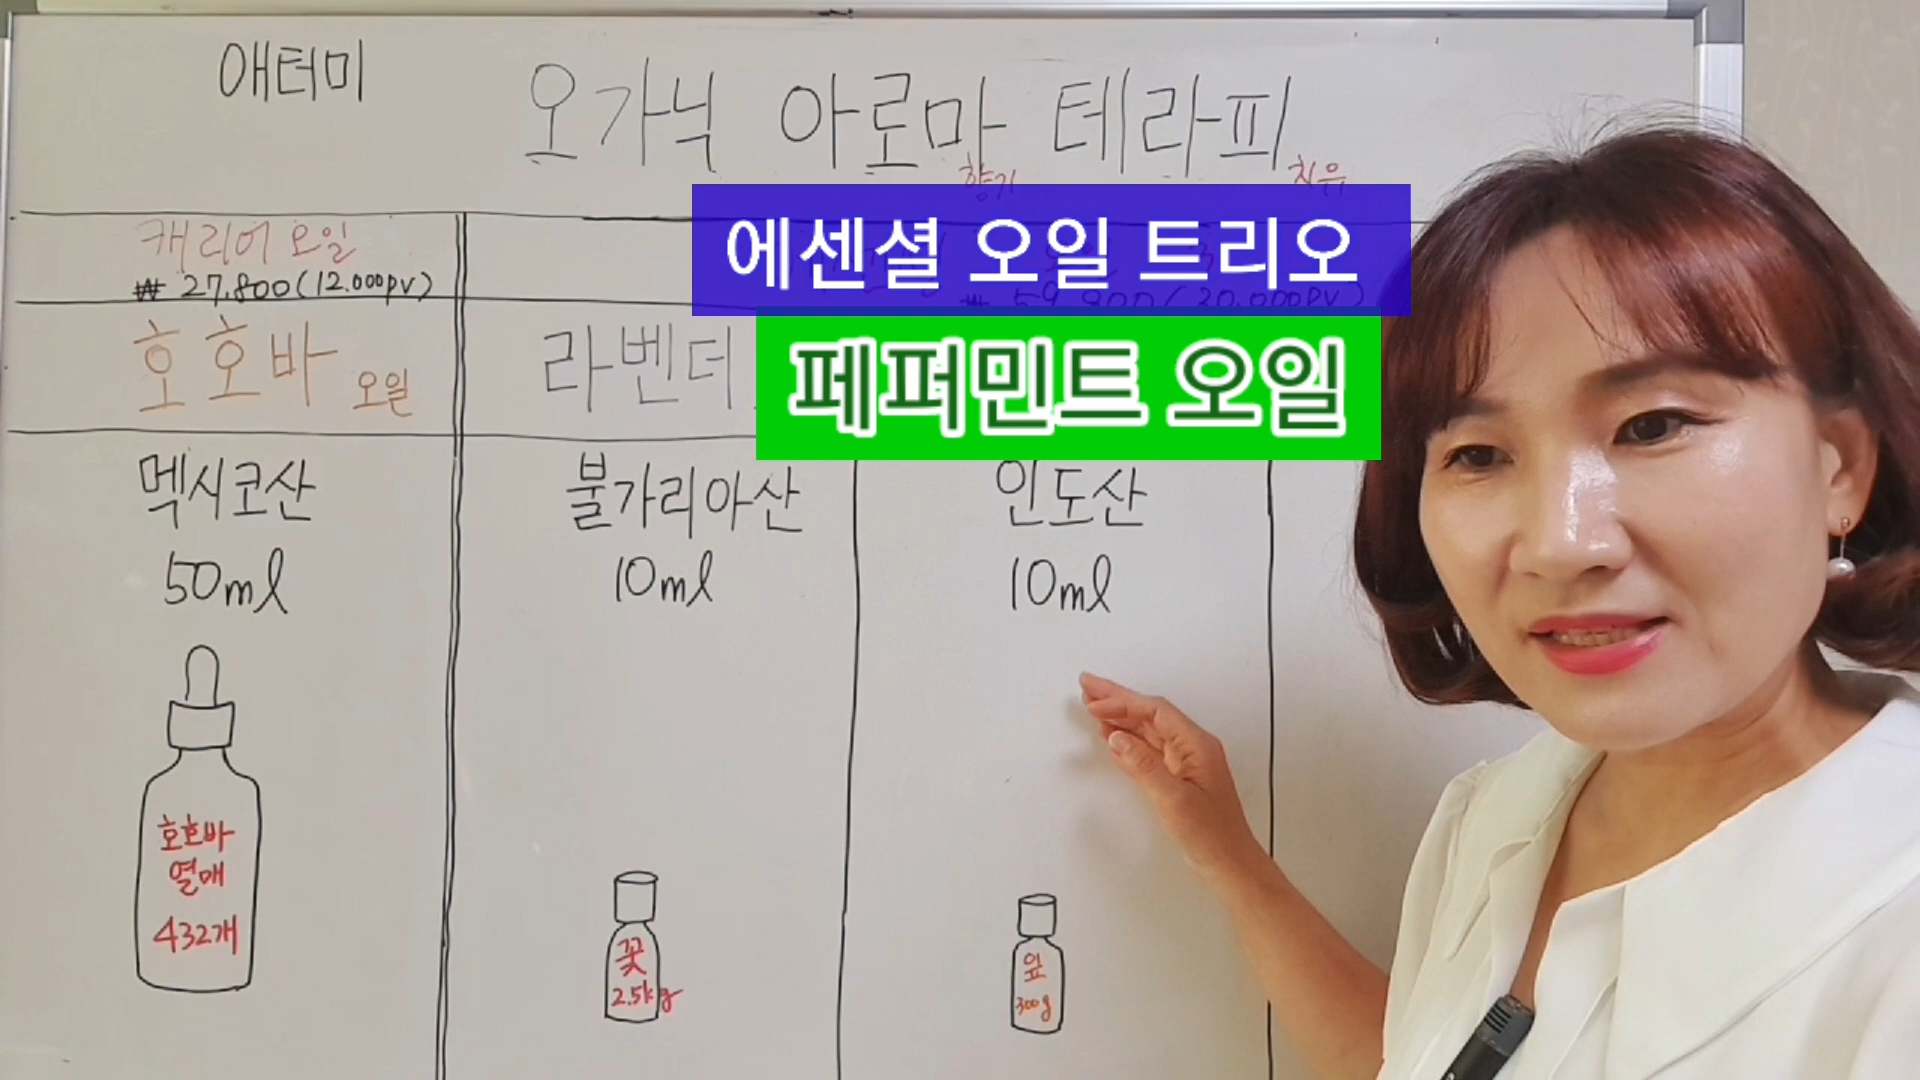 애터미
오가닉 아로마 테라피
향기 치유
에센셜 오일 트리오
페퍼민트 오일
캐리어 오일
₩ 27.800(12.000pv)
₩ 59.800(30.000pv)
호호바 오일
라벤더
멕시코산
50ml
불가리아산
10ml
인도산
10ml
호호바
열매
432개
꽃
2.5kg
잎
300g